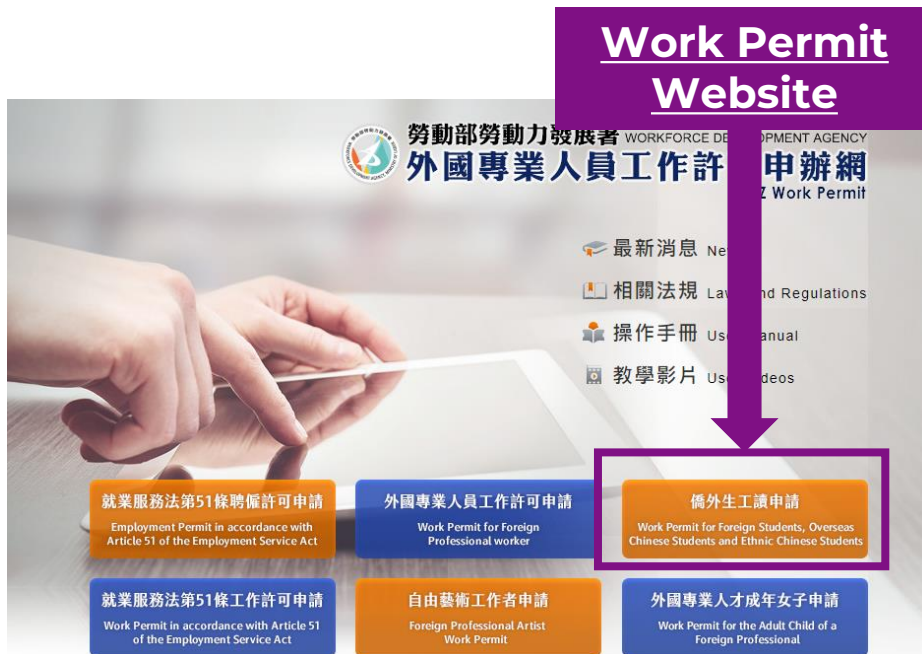 Work Permit
Website
勞動部勞動力發展署 WORKFORCE DE OPMENT AGENCY
外國專業人員工作許 申辦網
Z Work Permit
最新消息 Ne
相關法規 Law nd Regulations
操作手冊 Use anual
教學影片 Use deos
就業服務法第51條聘僱許可申請
Employment Permit in accordance with
Article 51 of the Employment Service Act
外國專業人員工作許可申請
Work Permit for Foreign
Professional worker
僑外生工讀申請
Work Permit for Foreign Students, Overseas
Chinese Students and Ethnic Chinese Students
就業服務法第51條工作許可申請
Work Permit in accordance with Article 51
of the Employment Service Act
自由藝術工作者申請
Foreign Professional Artist
Work Permit
外國專業人才成年女子申請
Work Permit for the Adult Child of a
Foreign Professional